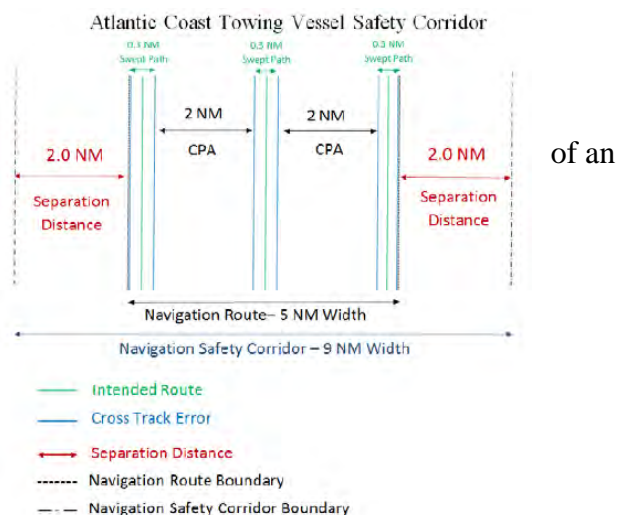 Atlantic Coast Towing Vessel Safety Corridor
0.3 NM 0.3 NM 0.3 NM
Swept Path Swept Path Swept Path
2 NM 2 NM
CPA CPA
2.0 NM 2.0 NM
of an
Separation Distance Separation Distance
Navigation Route– 5 NM Width
Navigation Safety Corridor – 9 NM Width
Intended Route
Cross Track Error
Separation Distance
Navigation Route Boundary
Navigation Safety Corridor Boundary